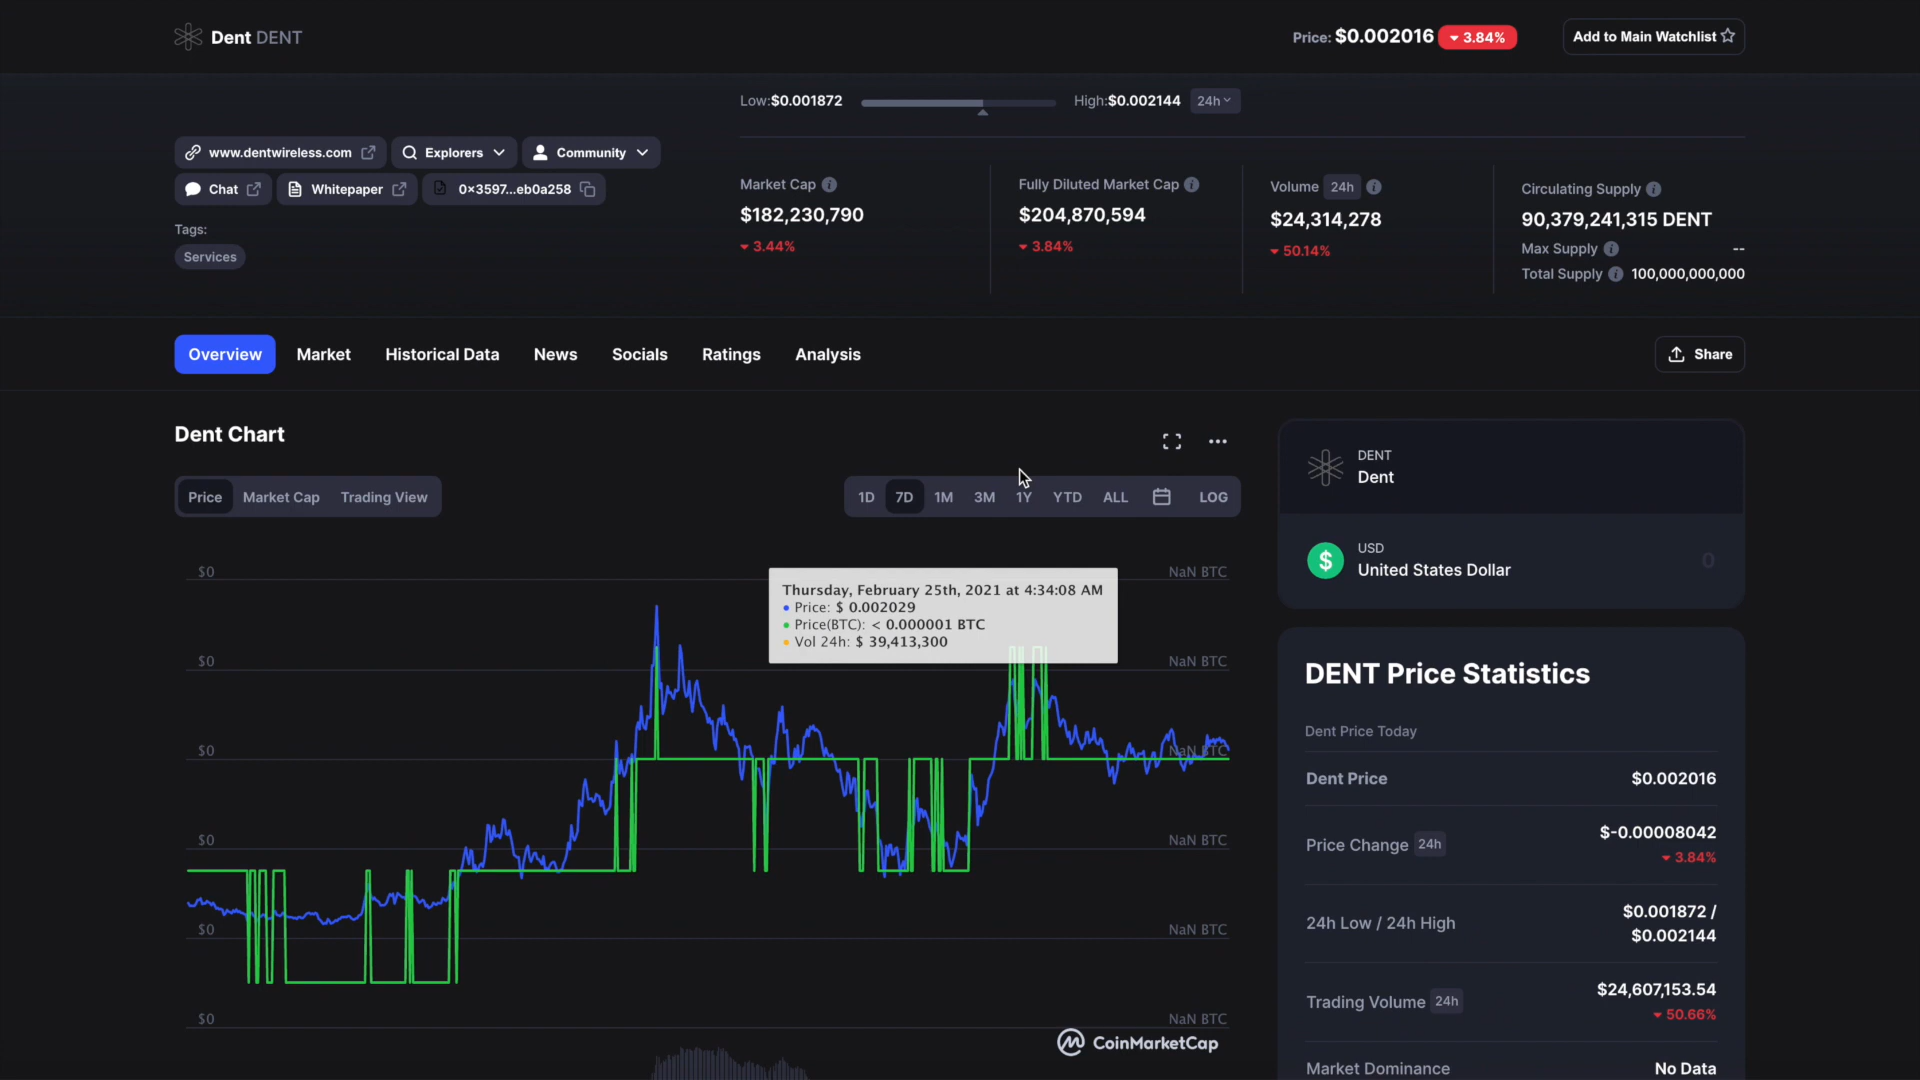 Dent DENT
Price: $0.002016 3.84%
Add to Main Watchlist
Low:$0.001872
High:$0.002144
24h
www.dentwireless.com
Explorers
Community
Chat
Whitepaper
0x3597...eb0a258
Tags:
Services
Market Cap
$182,230,790
3.44%
Fully Diluted Market Cap
$204,870,594
3.84%
Volume 24h
$24,314,278
50.14%
Circulating Supply
90,379,241,315 DENT
Max Supply --
Total Supply 100,000,000,000
Overview
Market
Historical Data
News
Socials
Ratings
Analysis
Share
Dent Chart
Price
Market Cap
Trading View
1D
7D
1M
3M
1Y
YTD
ALL
LOG
$0
NaN BTC
$0
NaN BTC
$0
NaN BTC
$0
NaN BTC
$0
NaN BTC
$0
NaN BTC
Thursday, February 25th, 2021 at 4:34:08 AM
Price: $ 0.002029
Price(BTC): < 0.000001 BTC
Vol 24h: $ 39,413,300
CoinMarketCap
DENT
Dent
$
USD
United States Dollar
0
DENT Price Statistics
Dent Price Today
Dent Price
$0.002016
Price Change 24h
$-0.00008042
3.84%
24h Low / 24h High
$0.001872 /
$0.002144
Trading Volume 24h
$24,607,153.54
50.66%
Market Dominance
No Data